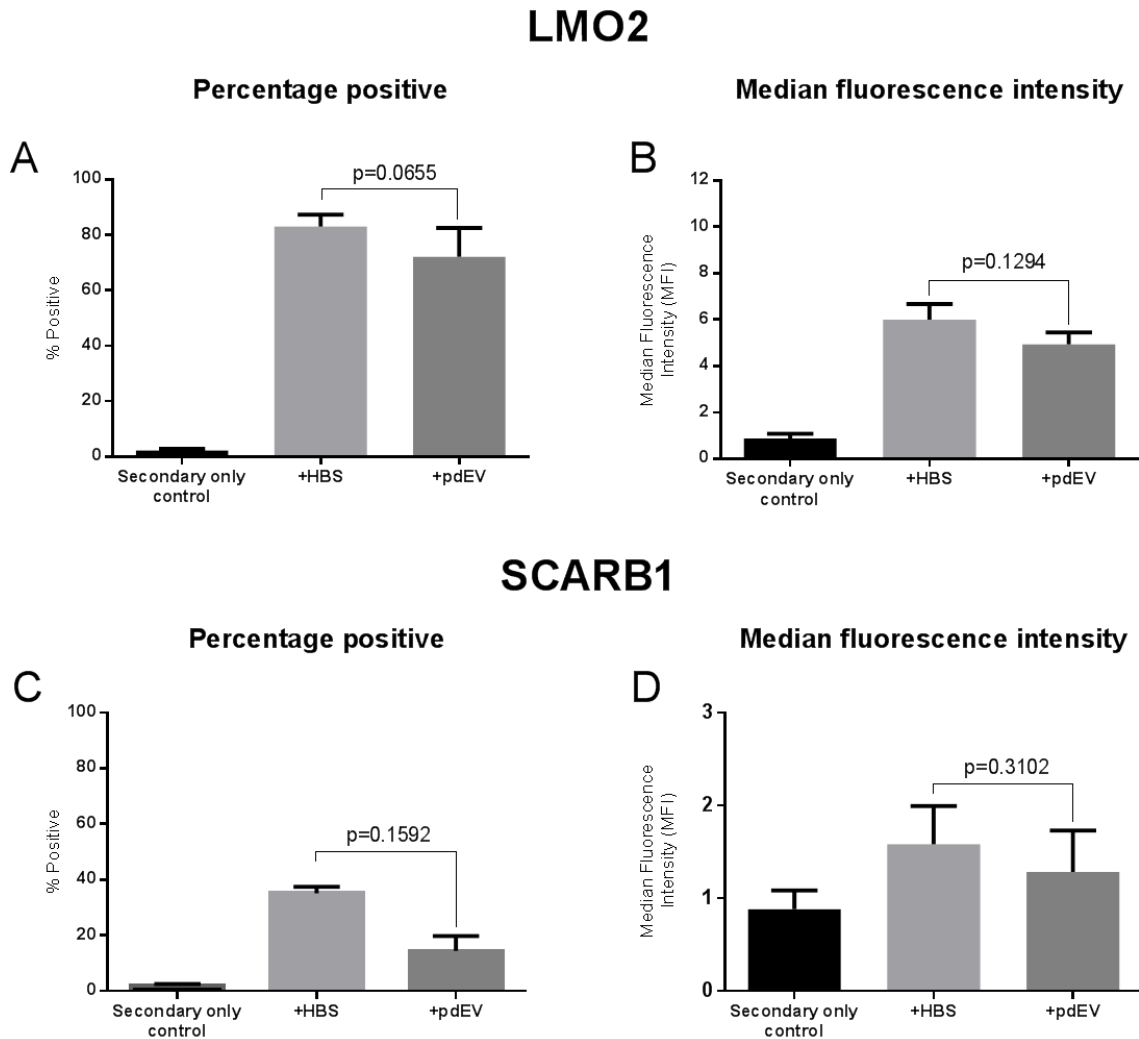 LMO2
Percentage positive
Median fluorescence intensity
A
p=0.0655
100
80
60
40
20
0
% Positive
Secondary only
control
+HBS
+pdEV
B
p=0.1294
12
10
8
6
4
2
0
Median Fluorescence
Intensity (MFI)
Secondary only
control
+HBS
+pdEV
SCARB1
Percentage positive
Median fluorescence intensity
C
p=0.1592
100
80
60
40
20
0
% Positive
Secondary only
control
+HBS
+pdEV
D
p=0.3102
3
2
1
0
Median Fluorescence
Intensity (MFI)
Secondary only
control
+HBS
+pdEV